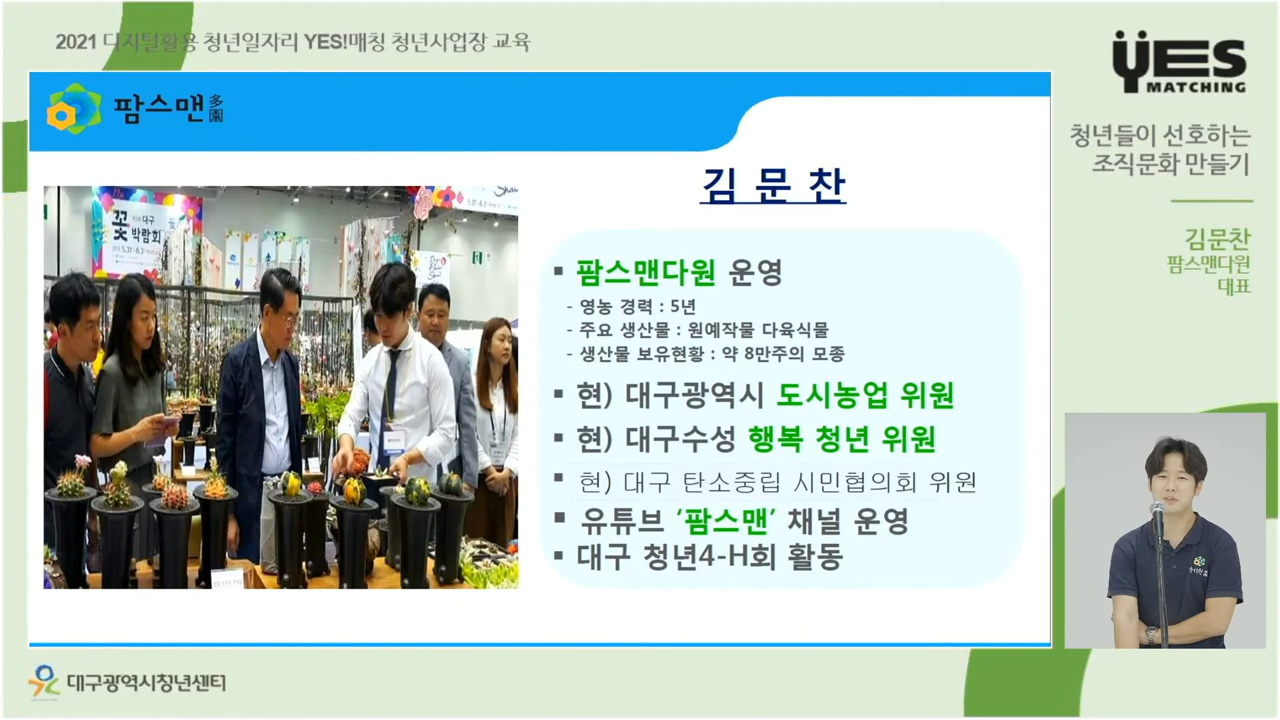 2021 디지털활용 청년일자리 YES!매칭 청년사업장 교육
YES
MATCHING
청년들이 선호하는
조직문화 만들기
김문찬
팜스맨다원
대표
팜스맨 多園
김 문 찬
▪ 팜스맨다원 운영
- 영농 경력 : 5년
- 주요 생산물 : 원예작물 다육식물
- 생산물 보유현황 : 약 8만주의 모종
▪ 현) 대구광역시 도시농업 위원
▪ 현) 대구수성 행복 청년 위원
▪ 현) 대구 탄소중립 시민협의회 위원
▪ 유튜브 ‘팜스맨’ 채널 운영
▪ 대구 청년4-H회 활동
대구
꽃 박람회
대구광역시청년센터